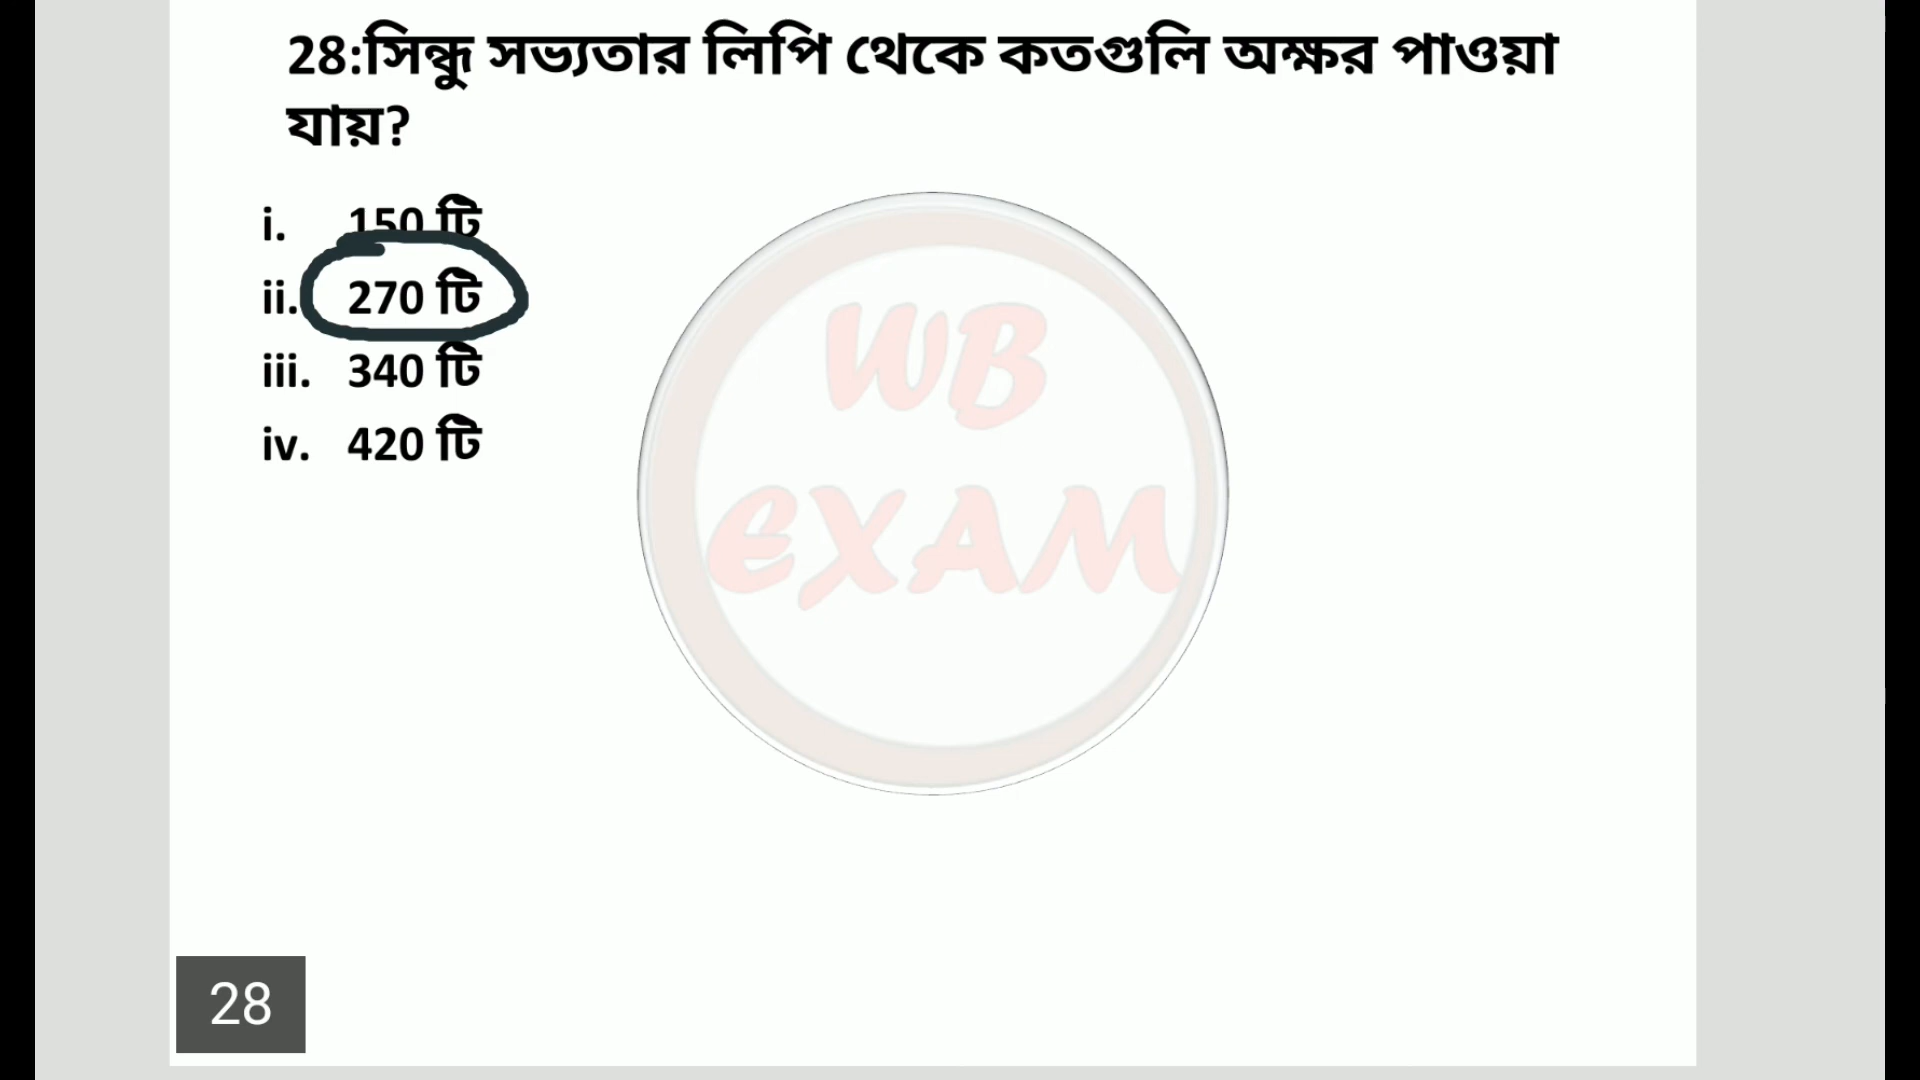 28:সিন্ধু সভ্যতার লিপি থেকে কতগুলি অক্ষর পাওয়া
যায়?
i. 150 টি
ii. 270 টি
iii. 340 টি
iv. 420 টি
WB
EXAM
28